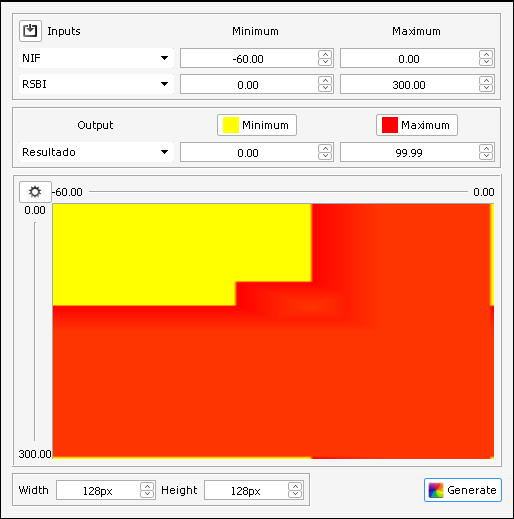 Inputs Minimum Maximum
NIF -60.00 0.00
RSBI 0.00 300.00
Output Minimum Maximum
Resultado 0.00 99.99
-60.00 0.00
0.00
300.00
Width 128px Height 128px Generate